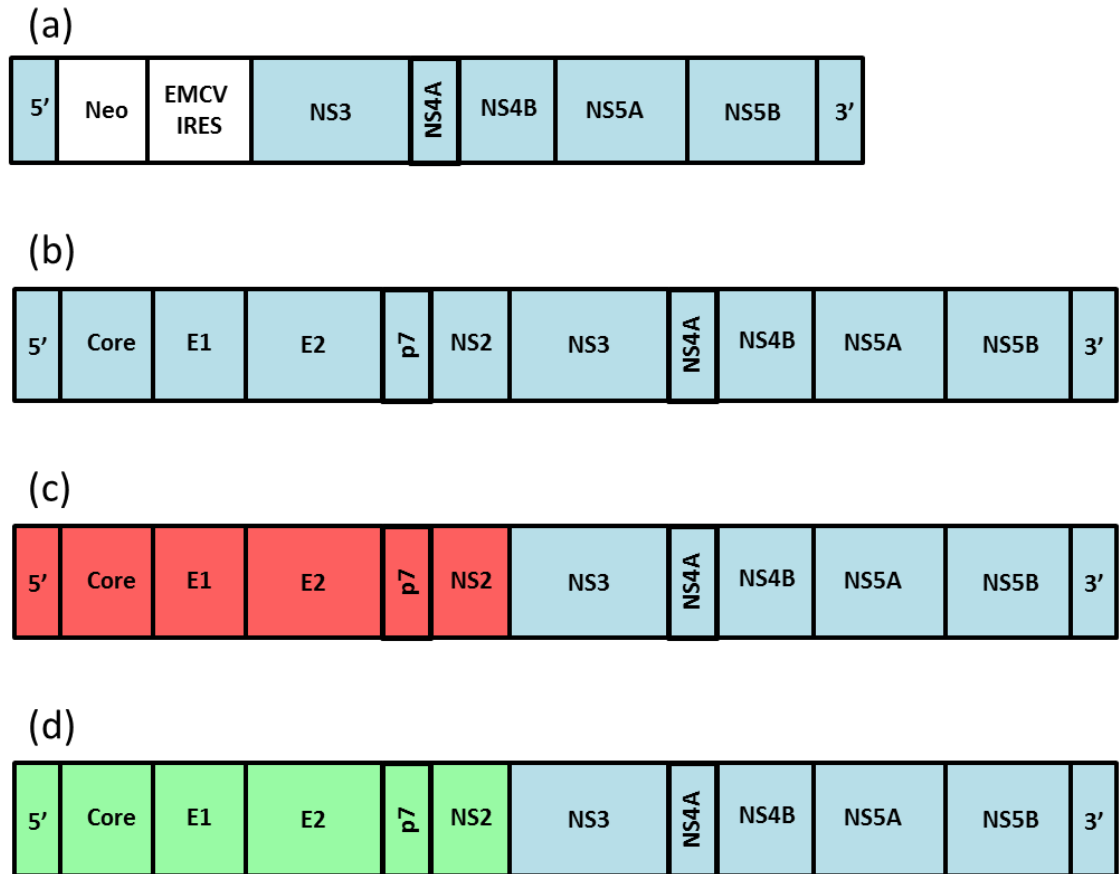 (a)
5’ Neo EMCV IRES NS3 NS4A NS4B NS5A NS5B 3’
(b)
5’ Core E1 E2 p7 NS2 NS3 NS4A NS4B NS5A NS5B 3’
(c)
5’ Core E1 E2 p7 NS2 NS3 NS4A NS4B NS5A NS5B 3’
(d)
5’ Core E1 E2 p7 NS2 NS3 NS4A NS4B NS5A NS5B 3’